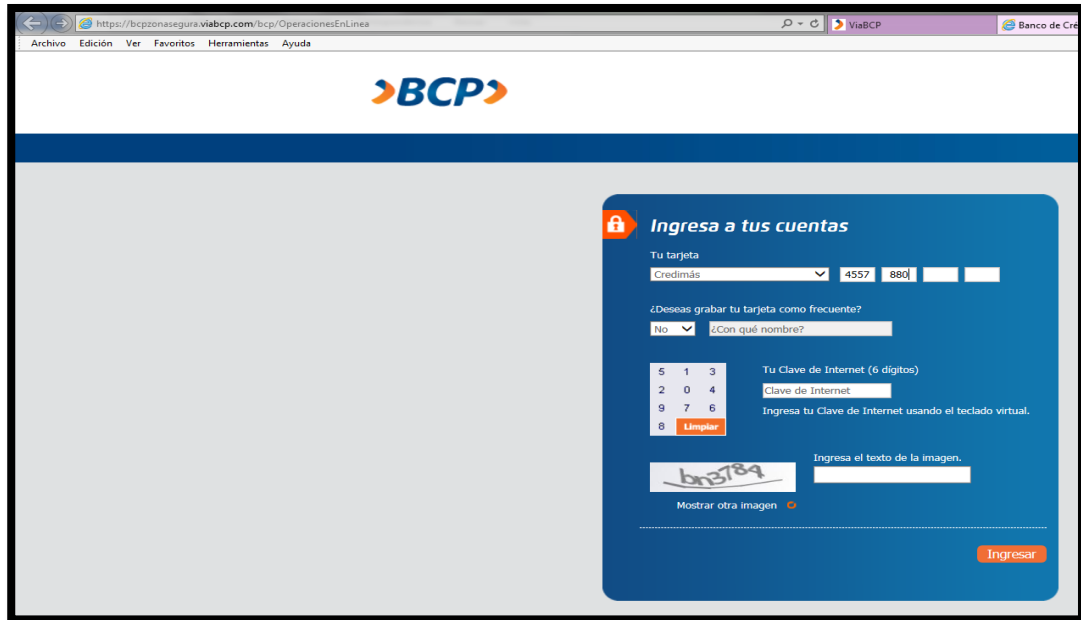 https://bcpzonasegura.viabcp.com/bcp/OperacionesEnLinea ViaBCP Banco de Cré
Archivo Edición Ver Favoritos Herramientas Ayuda
BCP
Ingresa a tus cuentas
Tu tarjeta
Credimás 4557 880
¿Deseas grabar tu tarjeta como frecuente?
No ¿Con qué nombre?
5 1 3 Tu Clave de Internet (6 dígitos)
2 0 4 Clave de Internet
9 7 6 Ingresa tu Clave de Internet usando el teclado virtual.
8 Limpiar
Ingresa el texto de la imagen.
Mostrar otra imagen
Ingresar